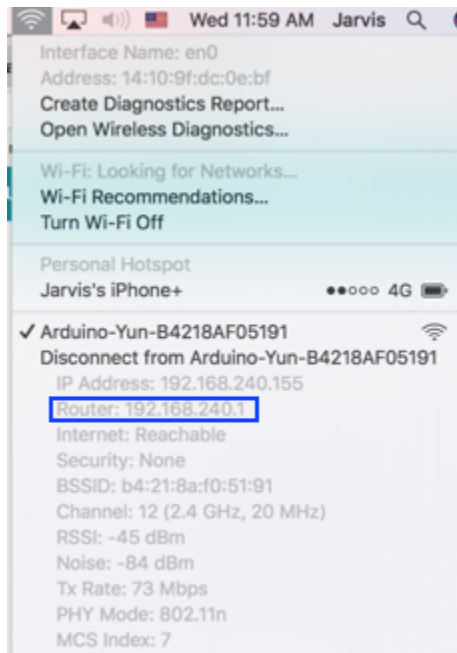 Wed 11:59 AM Jarvis
Interface Name: en0
Address: 14:10:9f:dc:0e:bf
Create Diagnostics Report...
Open Wireless Diagnostics...
Wi-Fi: Looking for Networks...
Wi-Fi Recommendations...
Turn Wi-Fi Off
Personal Hotspot
Jarvis's iPhone+ 4G
✓ Arduino-Yun-B4218AF05191
Disconnect from Arduino-Yun-B4218AF05191
IP Address: 192.168.240.155
Router: 192.168.240.1
Internet: Reachable
Security: None
BSSID: b4:21:8a:f0:51:91
Channel: 12 (2.4 GHz, 20 MHz)
RSSI: -45 dBm
Noise: -84 dBm
Tx Rate: 73 Mbps
PHY Mode: 802.11n
MCS Index: 7